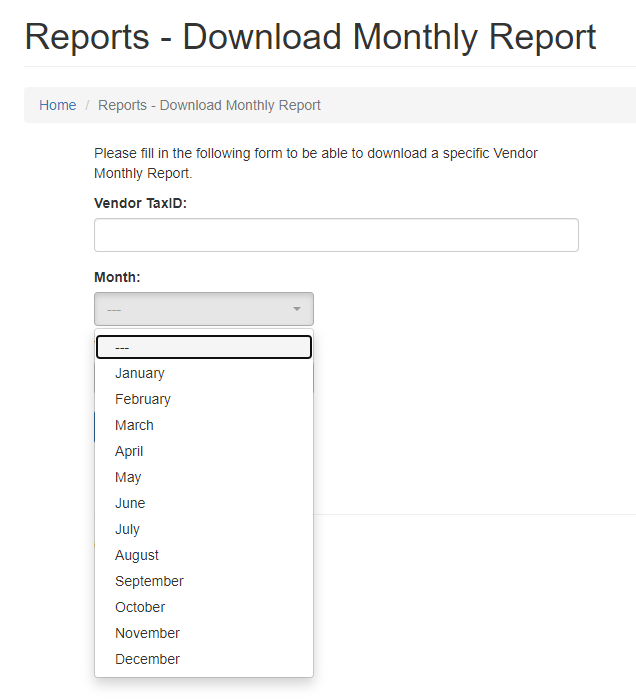 Reports - Download Monthly Report
Home / Reports - Download Monthly Report
Please fill in the following form to be able to download a specific Vendor
Monthly Report.
Vendor TaxID:
Month:
---
---
January
February
March
April
May
June
July
August
September
October
November
December